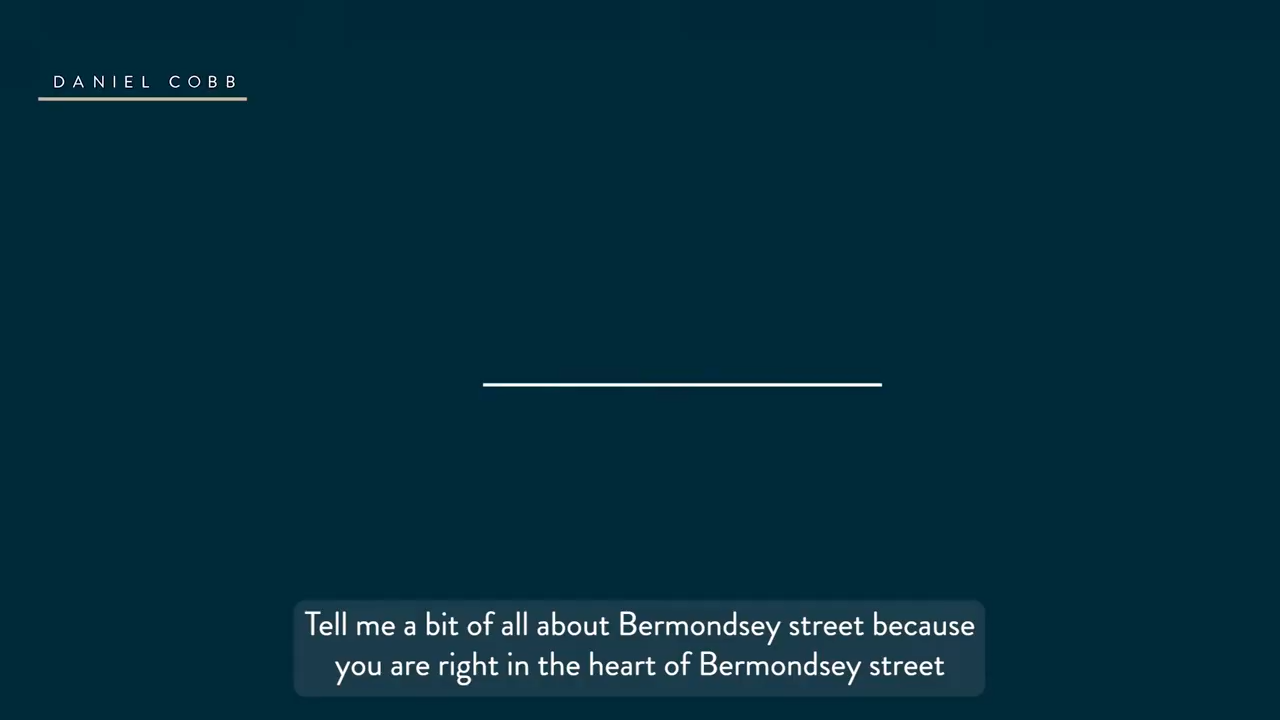 DANIEL COBB
Tell me a bit of all about Bermondsey street because
you are right in the heart of Bermondsey street